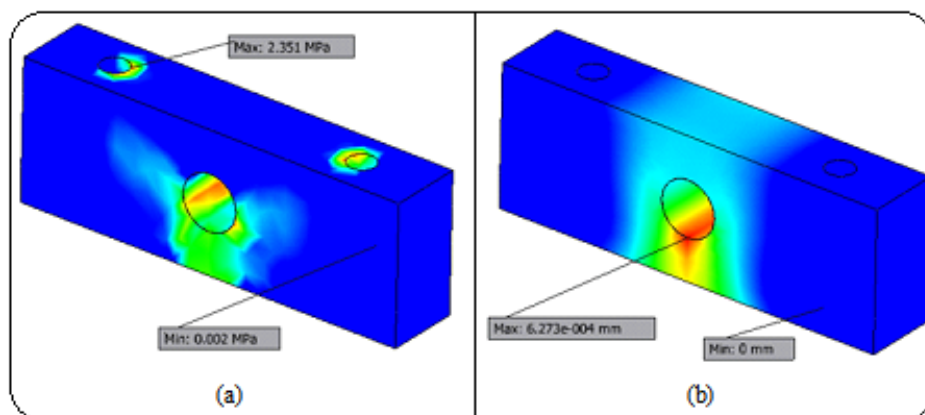 Max: 2.351 MPa
Min: 0.002 MPa
(a)
Max: 6.273e-004 mm
Min: 0 mm
(b)